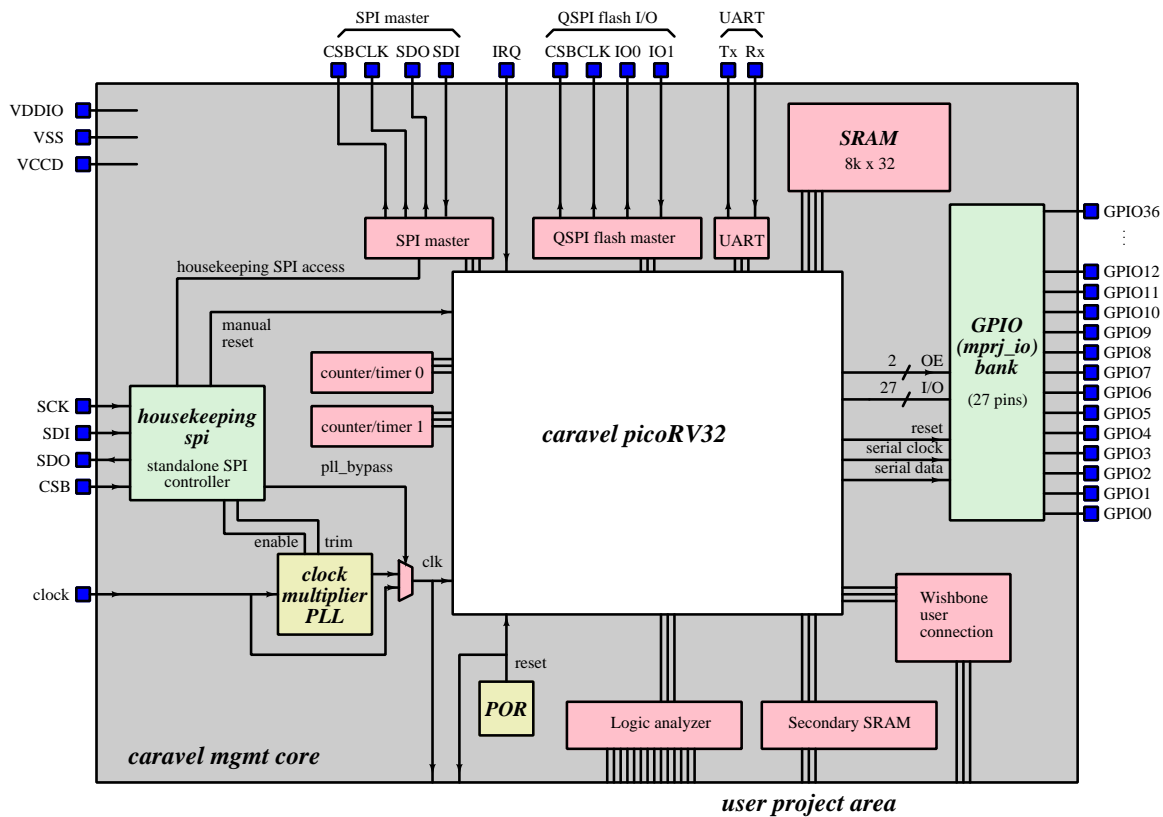 SPI master
QSPI flash I/O
UART
CSB CLK SDO SDI
IRQ
CSB CLK IO0 IO1
Tx Rx
VDDIO
VSS
VCCD
SRAM
8k x 32
SPI master
QSPI flash master
UART
GPIO36
⋮
GPIO12
GPIO11
GPIO10
GPIO9
GPIO8
GPIO7
GPIO6
GPIO5
GPIO4
GPIO3
GPIO2
GPIO1
GPIO0
housekeeping SPI access
manual
reset
counter/timer 0
counter/timer 1
GPIO
(mprj_io)
bank
(27 pins)
2 OE
27 I/O
reset
serial clock
serial data
caravel picoRV32
SCK
SDI
SDO
CSB
housekeeping
spi
standalone SPI
controller
pll_bypass
enable
trim
clock
clock
multiplier
PLL
clk
Wishbone
user
connection
reset
POR
Logic analyzer
Secondary SRAM
caravel mgmt core
user project area